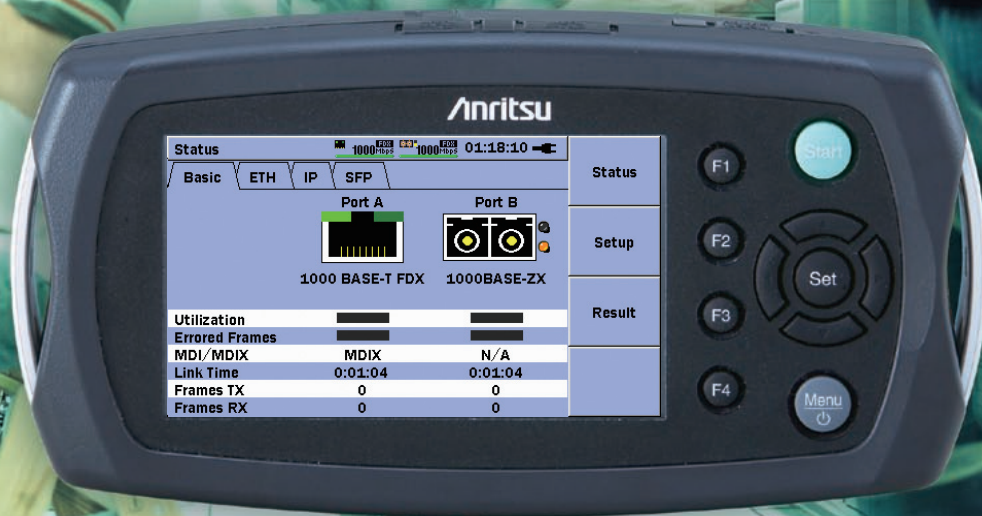 Anritsu
Status 1000 FDX Mbps 1000 FDX Mbps 01:18:10
Basic ETH IP SFP
Port A Port B
1000 BASE-T FDX 1000BASE-ZX
Utilization
Errored Frames
MDI/MDIX MDIX N/A
Link Time 0:01:04 0:01:04
Frames TX 0 0
Frames RX 0 0
Status
Setup
Result
F1
F2
F3
F4
Start
Set
Menu